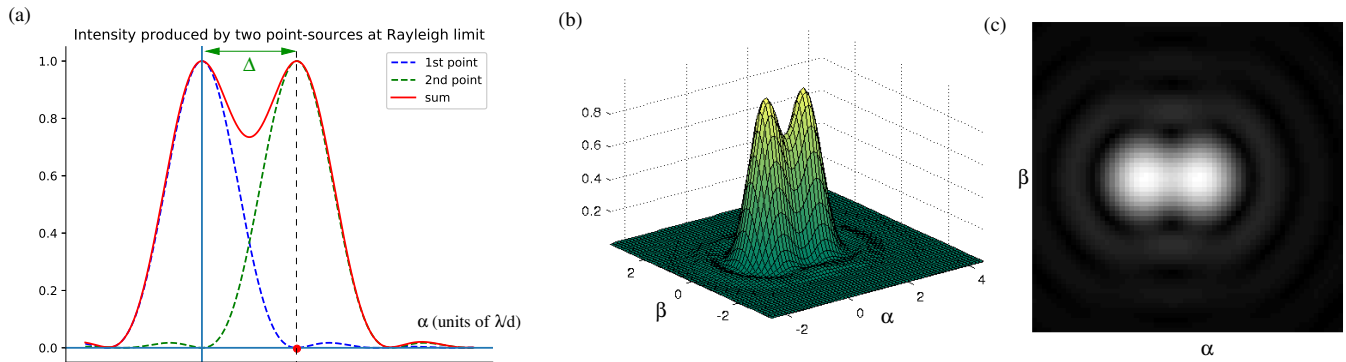 (a)
Intensity produced by two point-sources at Rayleigh limit
Δ
1st point
2nd point
sum
1.0
0.8
0.6
0.4
0.2
0.0
α (units of λ/d)
(b)
0.8
0.6
0.4
0.2
2
0
-2
β
-2
0
2
4
α
(c)
β
α